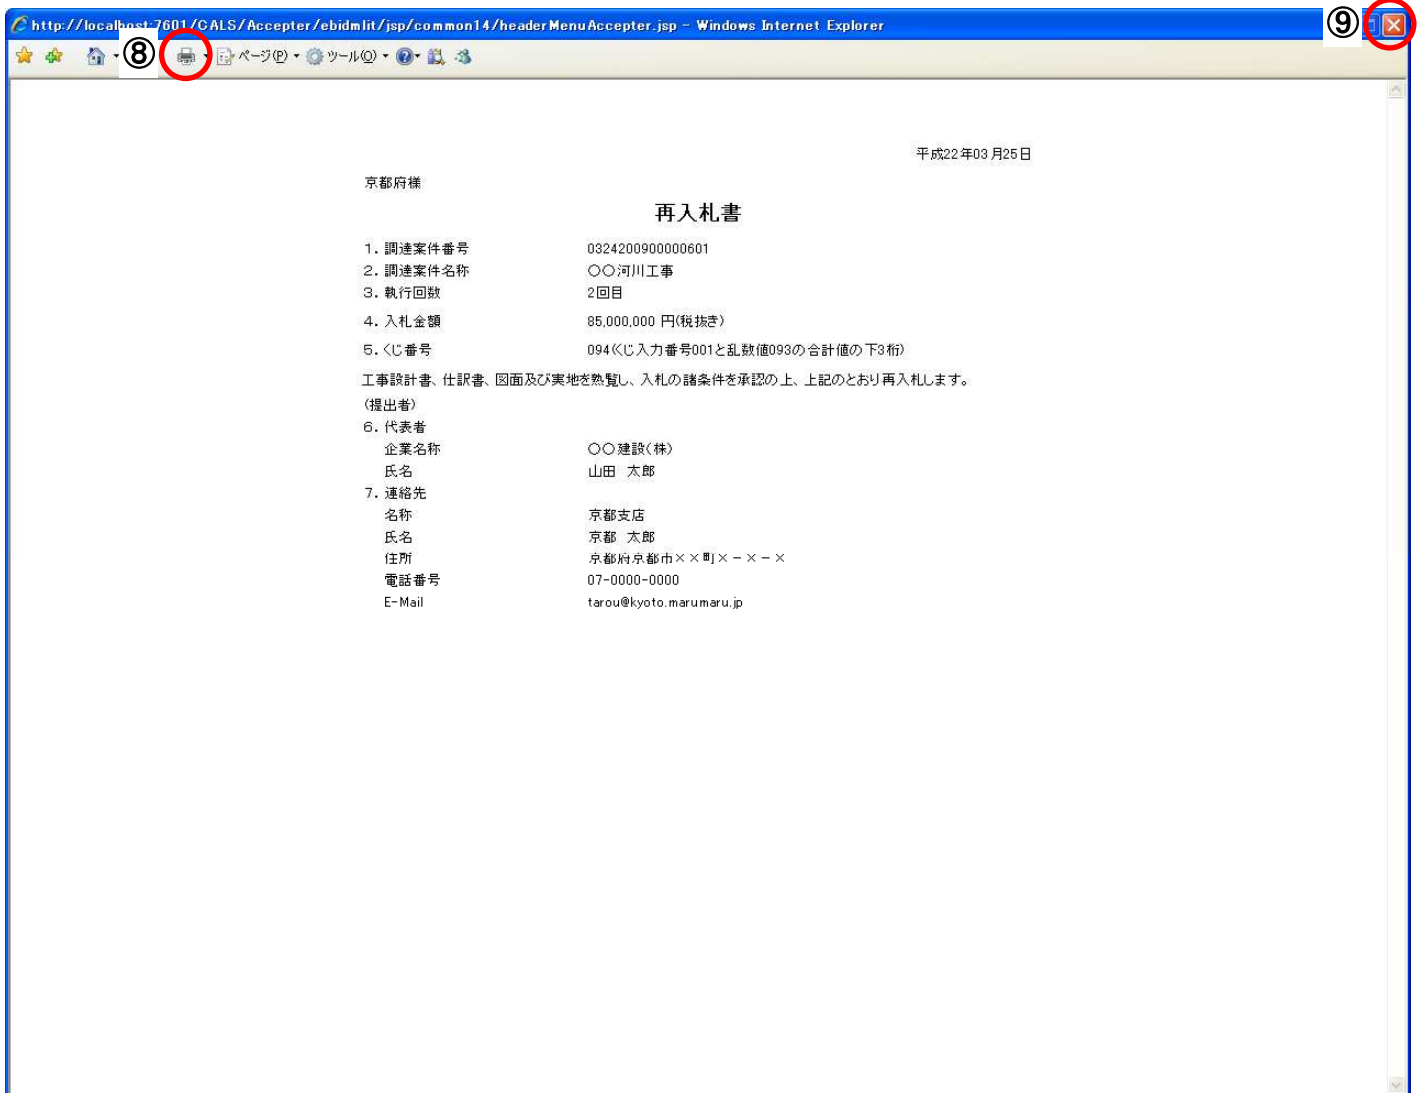 http://localhost:7601/CALS/Accepter/ebidmlit/jsp/common14/headerMenuAccepter.jsp - Windows Internet Explorer
⑨
⑧
ページ(P) ツール(O)
平成22年03月25日
京都府様
再入札書
1. 調達案件番号 0324200900000601
2. 調達案件名称 〇〇河川工事
3. 執行回数 2回目
4. 入札金額 85,000,000 円(税抜き)
5. くじ番号 094(くじ入力番号001と乱数値093の合計値の下3桁)
工事設計書、仕訳書、図面及び実地を熟覧し、入札の諸条件を承認の上、上記のとおり再入札します。
(提出者)
6. 代表者
企業名称 〇〇建設(株)
氏名 山田 太郎
7. 連絡先
名称 京都支店
氏名 京都 太郎
住所 京都府京都市××町×-×-×
電話番号 07-0000-0000
E-Mail tarou@kyoto.marumaru.jp